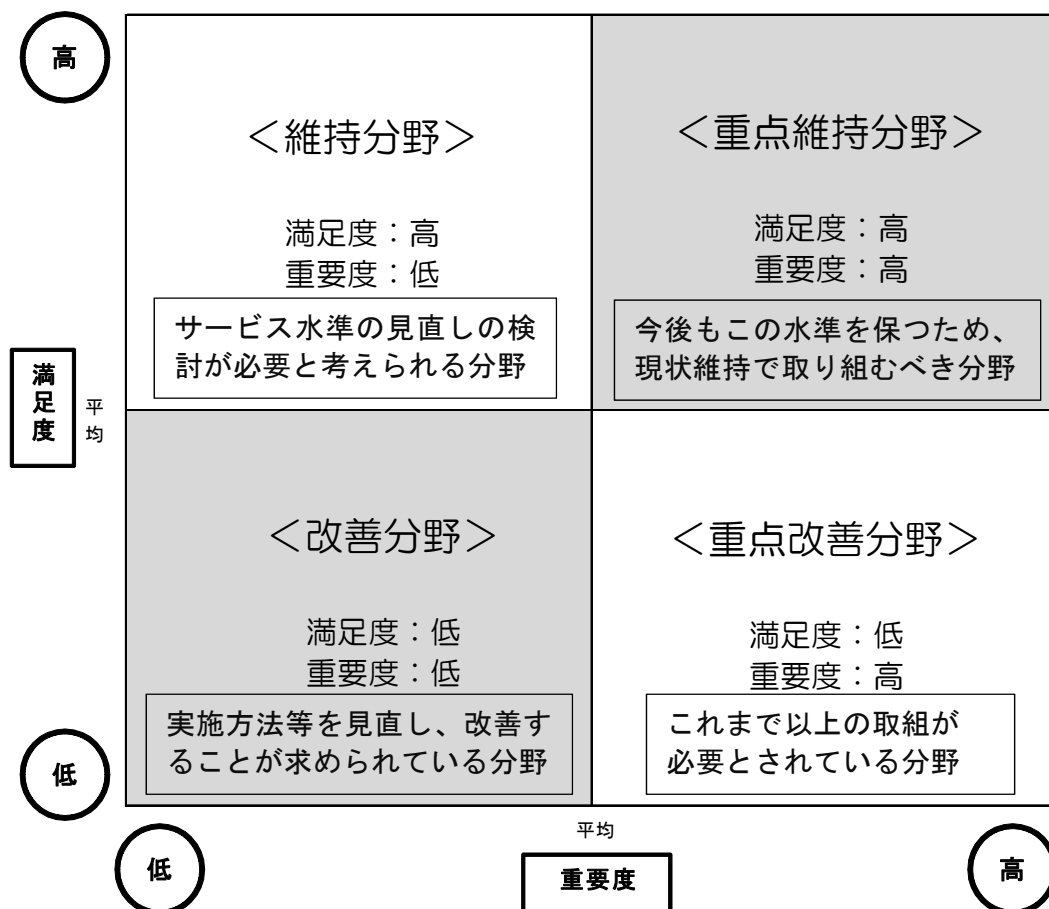 高
＜維持分野＞
満足度：高
重要度：低
サービス水準の見直しの検
討が必要と考えられる分野
＜重点維持分野＞
満足度：高
重要度：高
今後もこの水準を保つため、
現状維持で取り組むべき分野
満足度
平均
＜改善分野＞
満足度：低
重要度：低
実施方法等を見直し、改善す
ることが求められている分野
＜重点改善分野＞
満足度：低
重要度：高
これまで以上の取組が
必要とされている分野
低
低
平均
重要度
高